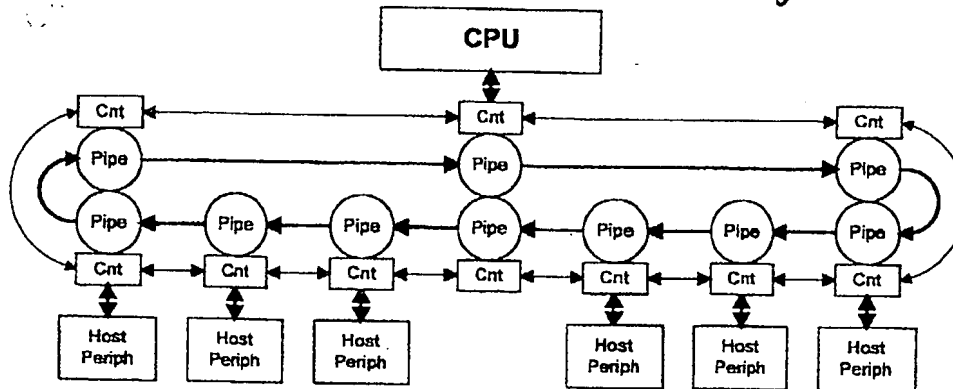 CPU
Cnt Cnt Cnt
Pipe Pipe Pipe
Pipe Pipe Pipe Pipe Pipe Pipe Pipe
Cnt Cnt Cnt Cnt Cnt Cnt Cnt
Host Host Host Host Host Host
Periph Periph Periph Periph Periph Periph